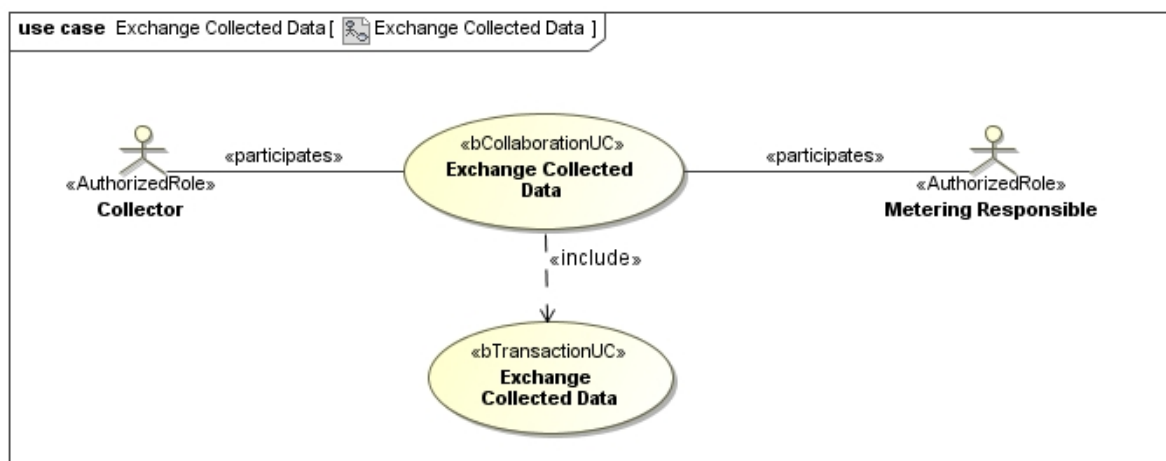 use case Exchange Collected Data [ Exchange Collected Data ]
«bCollaborationUC»
Exchange Collected
Data
«participates»
«participates»
«AuthorizedRole»
Collector
«AuthorizedRole»
Metering Responsible
«include»
«bTransactionUC»
Exchange
Collected Data